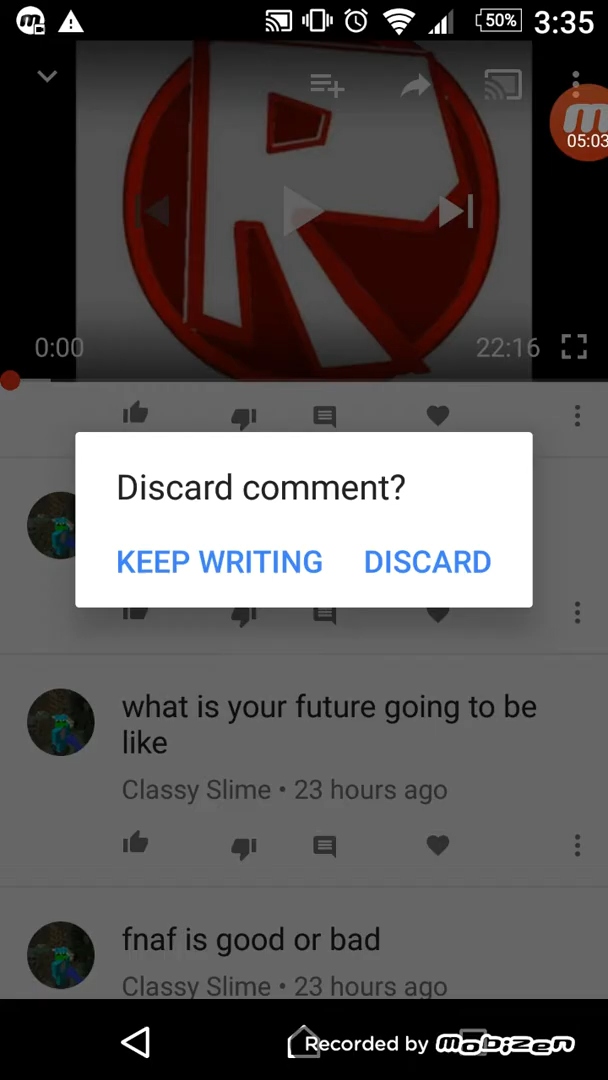 50% 3:35
05:03
R
0:00 22:16
Discard comment?
KEEP WRITING DISCARD
what is your future going to be
like
Classy Slime • 23 hours ago
fnaf is good or bad
Classy Slime • 23 hours ago
Recorded by mobizen